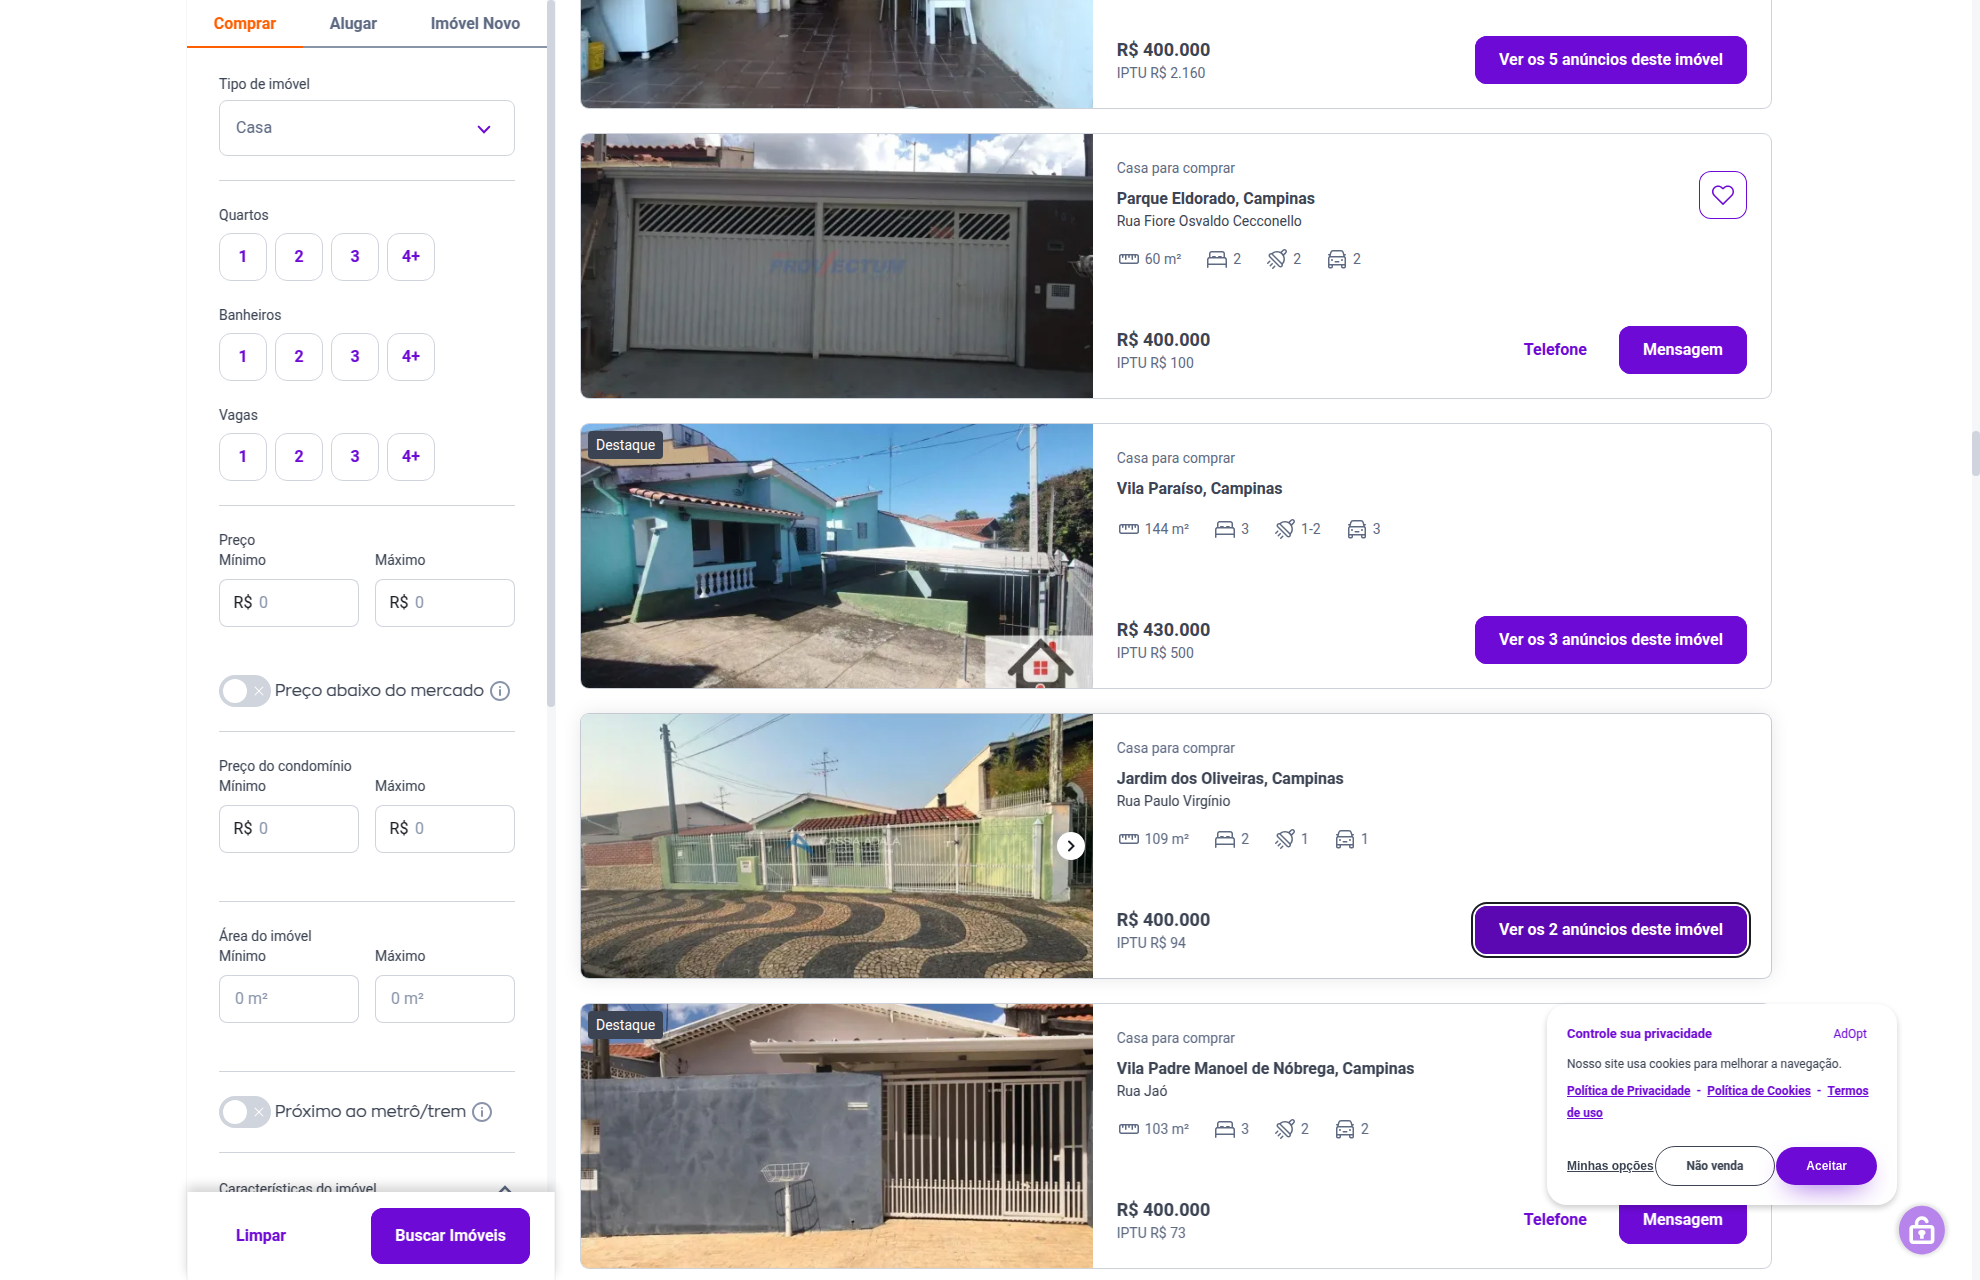 Comprar
Alugar
Imóvel Novo
Tipo de imóvel
Casa
Quartos
1
2
3
4+
Banheiros
1
2
3
4+
Vagas
1
2
3
4+
Preço
Mínimo
Máximo
R$ 0
R$ 0
Preço abaixo do mercado
Preço do condomínio
Mínimo
Máximo
R$ 0
R$ 0
Área do imóvel
Mínimo
Máximo
0 m²
0 m²
Próximo ao metrô/trem
Características do imóvel
Limpar
Buscar Imóveis
R$ 400.000
IPTU R$ 2.160
Ver os 5 anúncios deste imóvel
Casa para comprar
Parque Eldorado, Campinas
Rua Fiore Osvaldo Cecconello
60 m²
2
2
2
R$ 400.000
IPTU R$ 100
Telefone
Mensagem
Destaque
Casa para comprar
Vila Paraíso, Campinas
144 m²
3
1-2
3
R$ 430.000
IPTU R$ 500
Ver os 3 anúncios deste imóvel
Casa para comprar
Jardim dos Oliveiras, Campinas
Rua Paulo Virgínio
109 m²
2
1
1
R$ 400.000
IPTU R$ 94
Ver os 2 anúncios deste imóvel
Destaque
Casa para comprar
Vila Padre Manoel de Nóbrega, Campinas
Rua Jaó
103 m²
3
2
2
R$ 400.000
IPTU R$ 73
Telefone
Mensagem
Controle sua privacidade
AdOpt
Nosso site usa cookies para melhorar a navegação.
Política de Privacidade - Política de Cookies - Termos
de uso
Minhas opções
Não venda
Aceitar